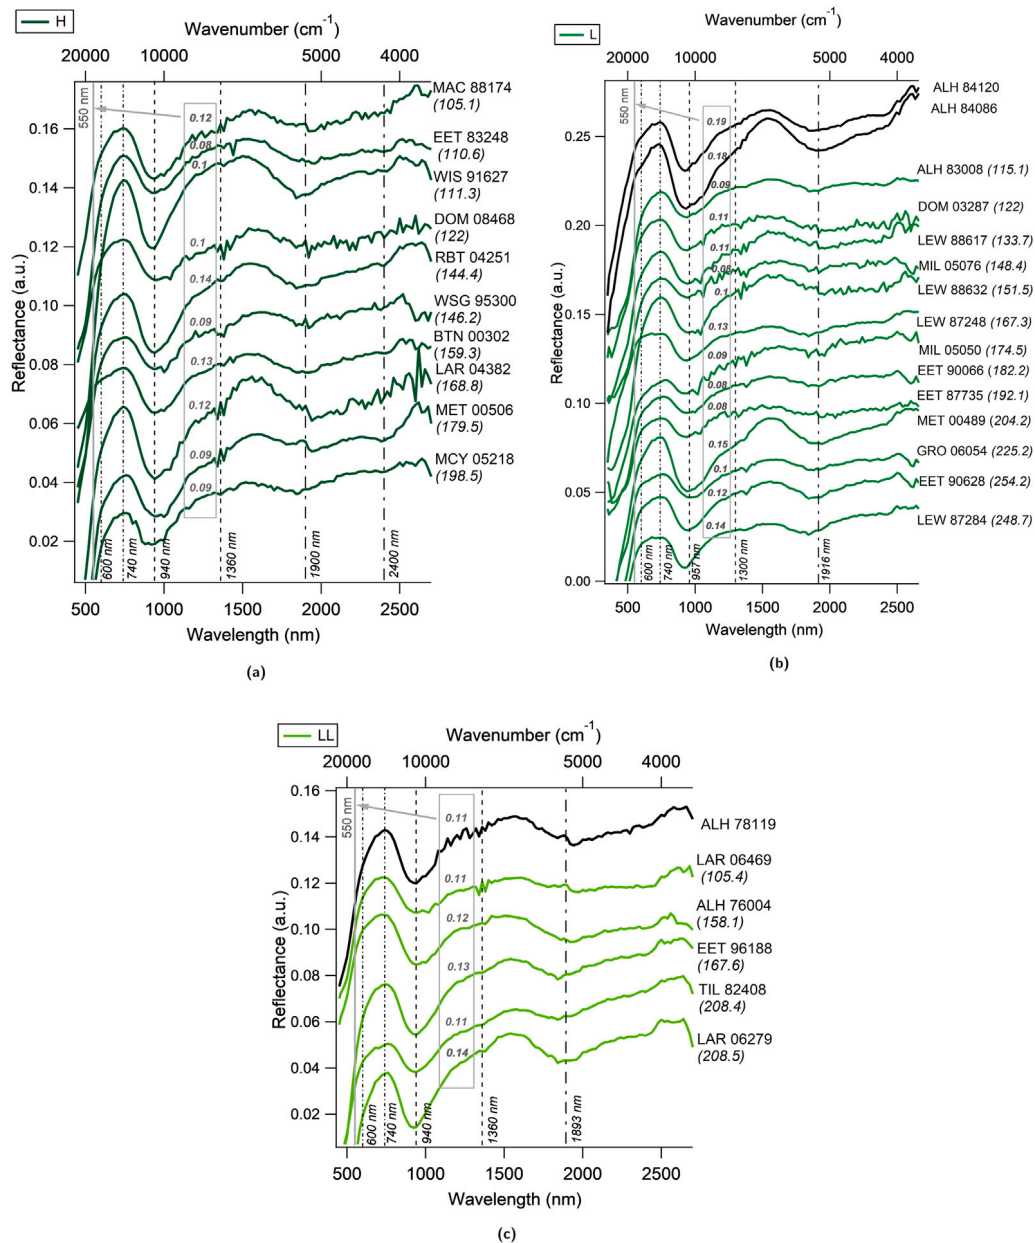 H
Wavenumber (cm-1)
20000 10000 5000 4000
550 nm
Reflectance (a.u.)
0.16
0.14
0.12
0.10
0.08
0.06
0.04
0.02
0.12
0.08
0.1
0.1
0.14
0.09
0.13
0.12
0.09
0.09
MAC 88174
(105.1)
EET 83248
(110.6)
WIS 91627
(111.3)
DOM 08468
(122)
RBT 04251
(144.4)
WSG 95300
(146.2)
BTN 00302
(159.3)
LAR 04382
(168.8)
MET 00506
(179.5)
MCY 05218
(198.5)
600 nm
740 nm
940 nm
1360 nm
1900 nm
2400 nm
500 1000 1500 2000 2500
Wavelength (nm)
(a)
L
Wavenumber (cm-1)
20000 10000 5000 4000
550 nm
Reflectance (a.u.)
0.25
0.20
0.15
0.10
0.05
0.00
0.19
0.18
0.09
0.11
0.11
0.08
0.1
0.13
0.09
0.08
0.08
0.15
0.1
0.12
0.14
ALH 84120
ALH 84086
ALH 83008 (115.1)
DOM 03287 (122)
LEW 88617 (133.7)
MIL 05076 (148.4)
LEW 88632 (151.5)
LEW 87248 (167.3)
MIL 05050 (174.5)
EET 90066 (182.2)
EET 87735 (192.1)
MET 00489 (204.2)
GRO 06054 (225.2)
EET 90628 (254.2)
LEW 87284 (248.7)
600 nm
740 nm
957 nm
1300 nm
1916 nm
500 1000 1500 2000 2500
Wavelength (nm)
(b)
LL
Wavenumber (cm-1)
20000 10000 5000 4000
550 nm
Reflectance (a.u.)
0.16
0.14
0.12
0.10
0.08
0.06
0.04
0.02
0.11
0.11
0.12
0.13
0.11
0.14
ALH 78119
LAR 06469
(105.4)
ALH 76004
(158.1)
EET 96188
(167.6)
TIL 82408
(208.4)
LAR 06279
(208.5)
600 nm
740 nm
940 nm
1360 nm
1893 nm
500 1000 1500 2000 2500
Wavelength (nm)
(c)